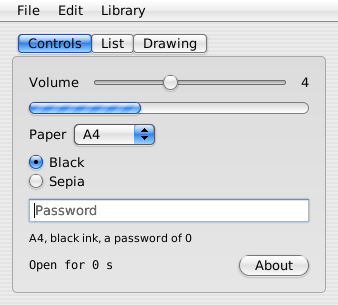 File Edit Library
Controls List Drawing
Volume 4
Paper A4
Black
Sepia
Password
A4, black ink, a password of 0
Open for 0 s About